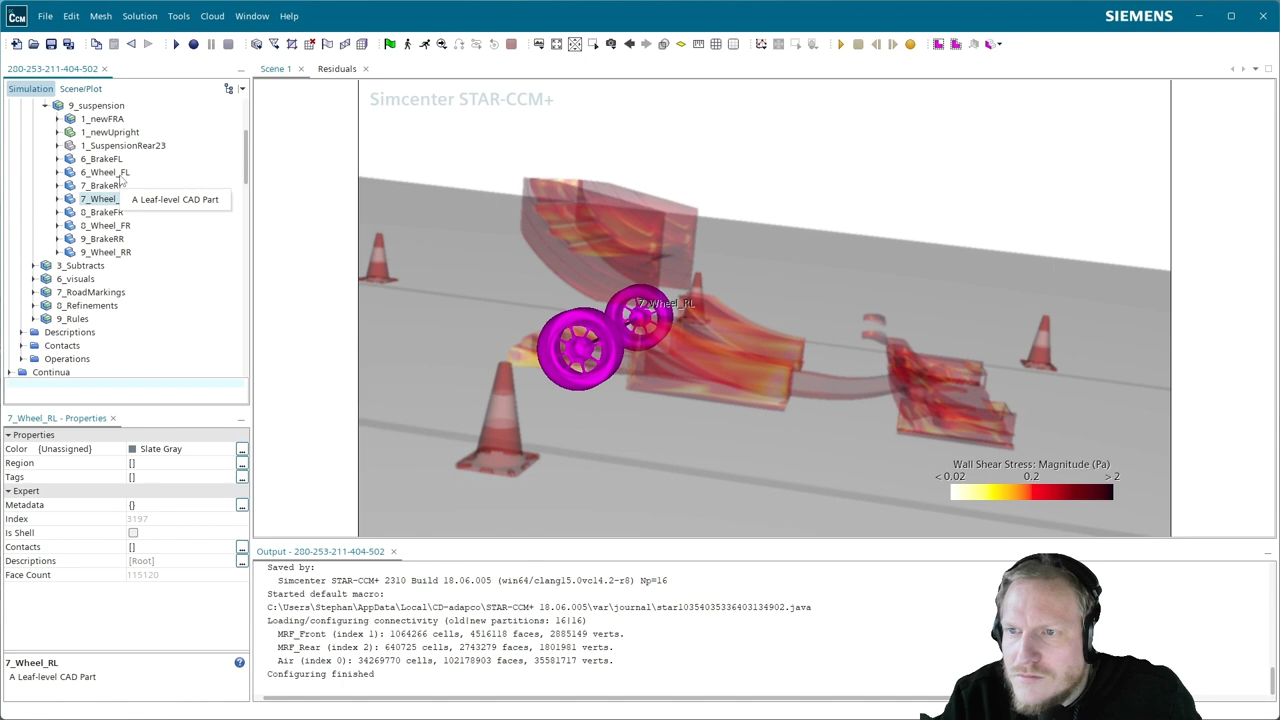 CCM
File Edit Mesh Solution Tools Cloud Window Help
SIEMENS
280-253-211-404-502
Scene 1
Residuals
Simulation
Scene/Plot
9_suspension
1_newFRA
1_newUpright
1_SuspensionRear23
6_BrakeFL
6_Wheel_FL
7_BrakeR
7_Wheel_
A Leaf-level CAD Part
8_BrakeFR
8_Wheel_FR
9_BrakeRR
9_Wheel_RR
3_Subtracts
6_visuals
7_RoadMarkings
8_Refinements
9_Rules
Descriptions
Contacts
Operations
Continua
Simcenter STAR-CCM+
7_Wheel_RL
Wall Shear Stress: Magnitude (Pa)
< 0.02 0.2 > 2
7_Wheel_RL - Properties
Properties
Color {Unassigned} Slate Gray
Region []
Tags []
Expert
Metadata {}
Index 3197
Is Shell
Contacts []
Descriptions [Root]
Face Count 115120
7_Wheel_RL
A Leaf-level CAD Part
Output - 280-253-211-404-502
Saved by:
Simcenter STAR-CCM+ 2310 Build 18.06.005 (win64/clang15.0vc14.2-r8) Np=16
Started default macro:
C:\Users\Stephan\AppData\Local\CD-adapco\STAR-CCM+ 18.06.005\var\journal\star10354035336403134902.java
Loading/configuring connectivity (old|new partitions: 16|16)
MRF_Front (index 1): 1064266 cells, 4516118 faces, 2885149 verts.
MRF_Rear (index 2): 640725 cells, 2743279 faces, 1801981 verts.
Air (index 0): 34269770 cells, 102178903 faces, 35581717 verts.
Configuring finished